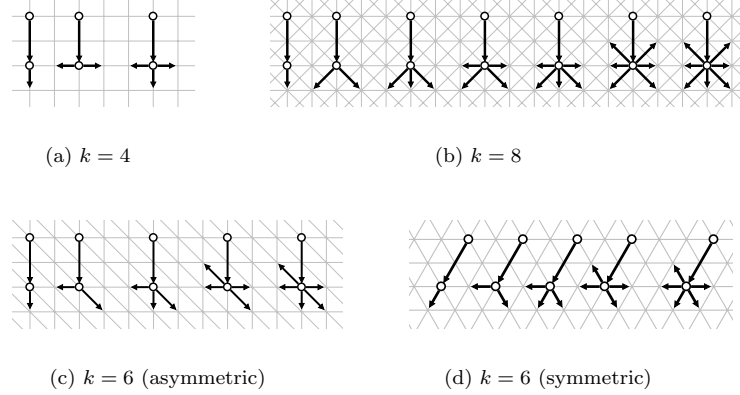 (a) k = 4
(b) k = 8
(c) k = 6 (asymmetric)
(d) k = 6 (symmetric)